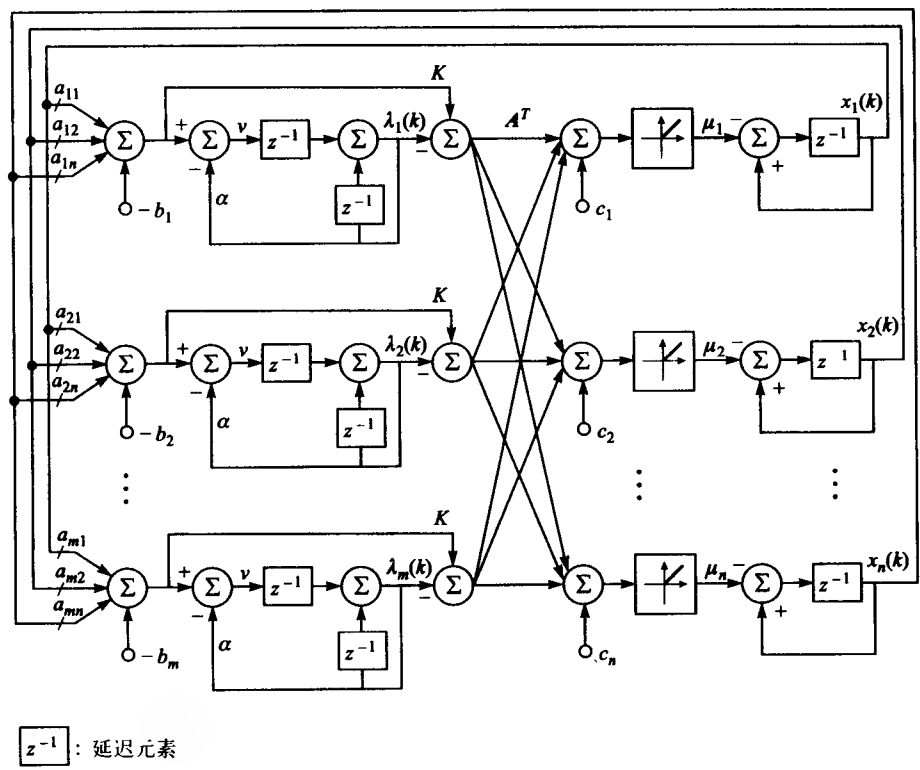 K
a₁₁ a₁₂ a₁ₙ Σ + − Σ ν z⁻¹ Σ λ₁(k) − Σ Aᵀ Σ μ₁ − Σ + z⁻¹ x₁(k)
α z⁻¹
−b₁ c₁
K
a₂₁ a₂₂ a₂ₙ Σ + − Σ ν z⁻¹ Σ λ₂(k) − Σ Σ μ₂ − Σ + z⁻¹ x₂(k)
α z⁻¹
−b₂ c₂
⋮ ⋮ ⋮
K
aₘ₁ aₘ₂ aₘₙ Σ + − Σ ν z⁻¹ Σ λₘ(k) − Σ Σ μₙ − Σ + z⁻¹ xₙ(k)
α z⁻¹
−bₘ cₙ
z⁻¹ : 延迟元素